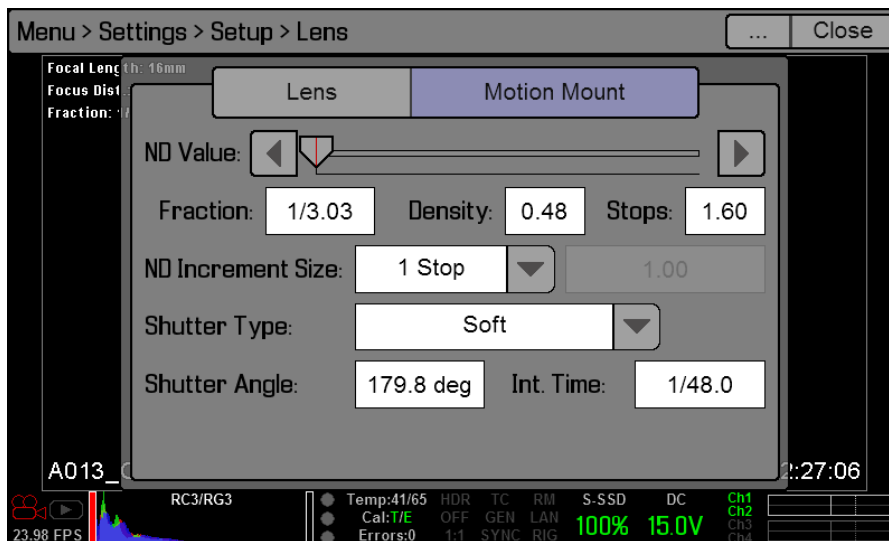 Menu > Settings > Setup > Lens
... Close
Focal Length: 16mm
Focus Dist
Fraction:
Lens Motion Mount
ND Value:
Fraction: 1/3.03 Density: 0.48 Stops: 1.60
ND Increment Size: 1 Stop 1.00
Shutter Type: Soft
Shutter Angle: 179.8 deg Int. Time: 1/48.0
A013_ 2:27:06
RC3/RG3 Temp:41/65 HDR TC RM S-SSD DC Ch1
Cal:T/E OFF GEN LAN 100% 15.0V Ch2
23.98 FPS Errors:0 1:1 SYNC RIG Ch3
Ch4